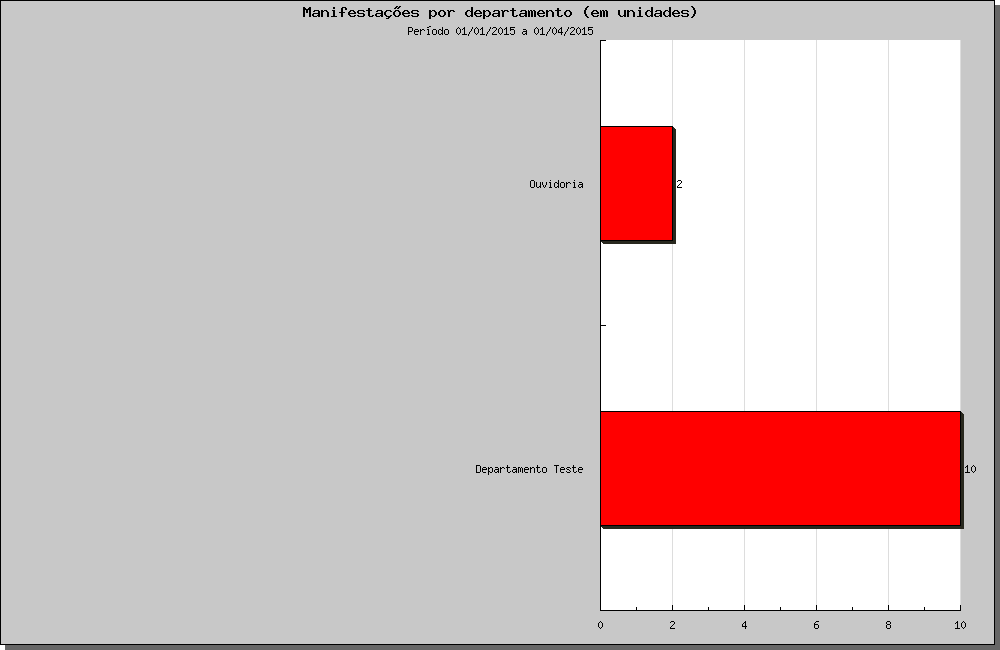 Manifestações por departamento (em unidades)
Período 01/01/2015 a 01/04/2015
Ouvidoria 2
Departamento Teste 10
0 2 4 6 8 10